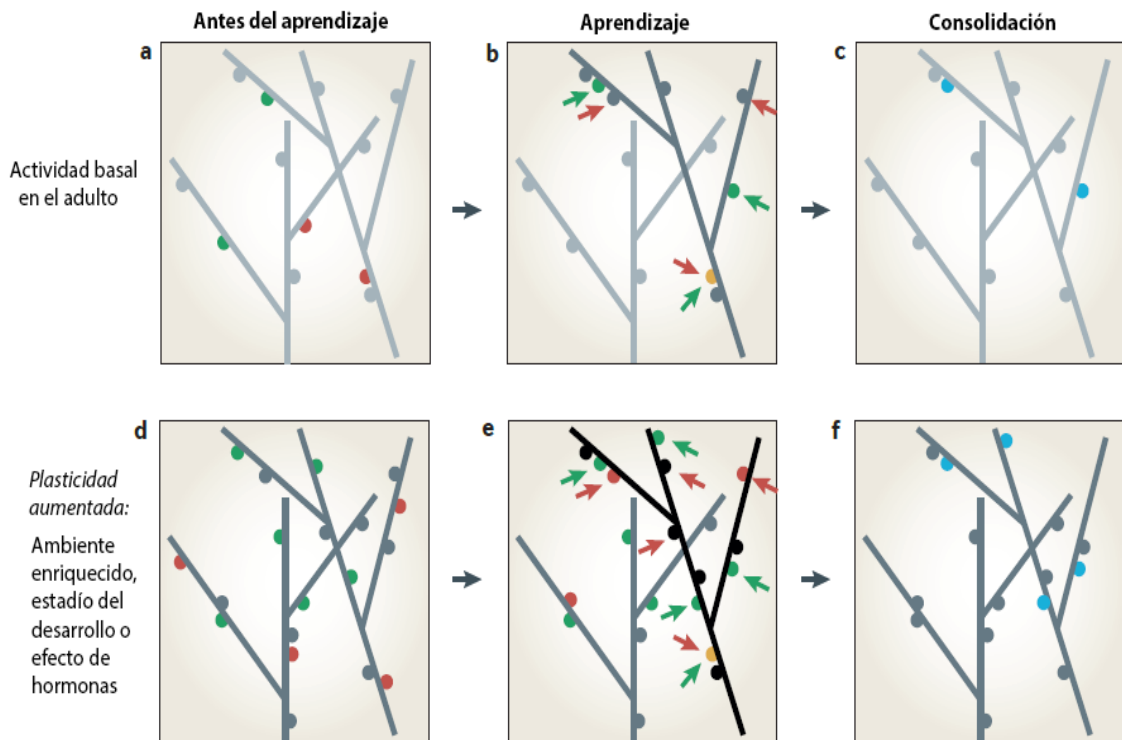 Antes del aprendizaje
Aprendizaje
Consolidación
a
b
c
Actividad basal
en el adulto
d
e
f
Plasticidad
aumentada:
Ambiente
enriquecido,
estadío del
desarrollo o
efecto de
hormonas